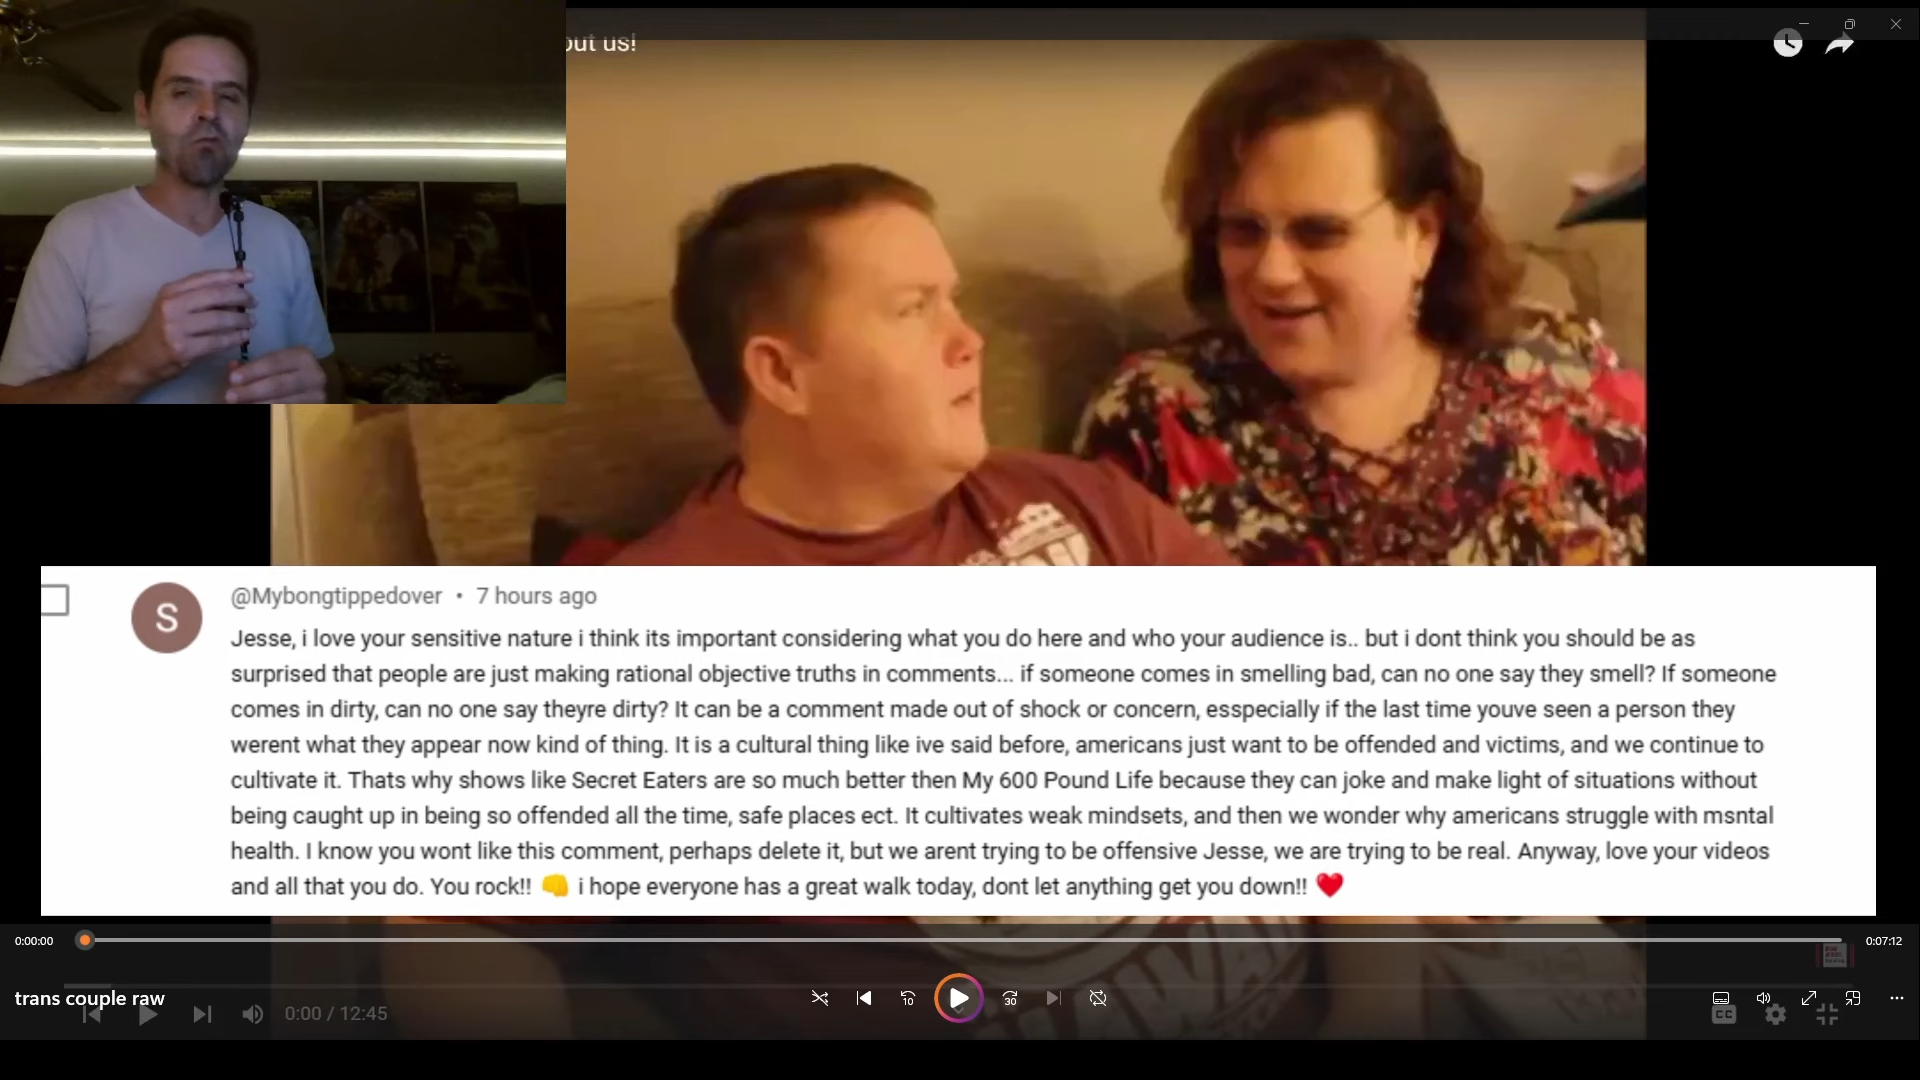 out us!
S
@Mybongtippedover • 7 hours ago
Jesse, i love your sensitive nature i think its important considering what you do here and who your audience is.. but i dont think you should be as
surprised that people are just making rational objective truths in comments... if someone comes in smelling bad, can no one say they smell? If someone
comes in dirty, can no one say theyre dirty? It can be a comment made out of shock or concern, esspecially if the last time youve seen a person they
werent what they appear now kind of thing. It is a cultural thing like ive said before, americans just want to be offended and victims, and we continue to
cultivate it. Thats why shows like Secret Eaters are so much better then My 600 Pound Life because they can joke and make light of situations without
being caught up in being so offended all the time, safe places ect. It cultivates weak mindsets, and then we wonder why americans struggle with msntal
health. I know you wont like this comment, perhaps delete it, but we arent trying to be offensive Jesse, we are trying to be real. Anyway, love your videos
and all that you do. You rock!! 👊 i hope everyone has a great walk today, dont let anything get you down!! ❤️
0:00:00
0:07:12
trans couple raw
10
30
0:00 / 12:45
CC